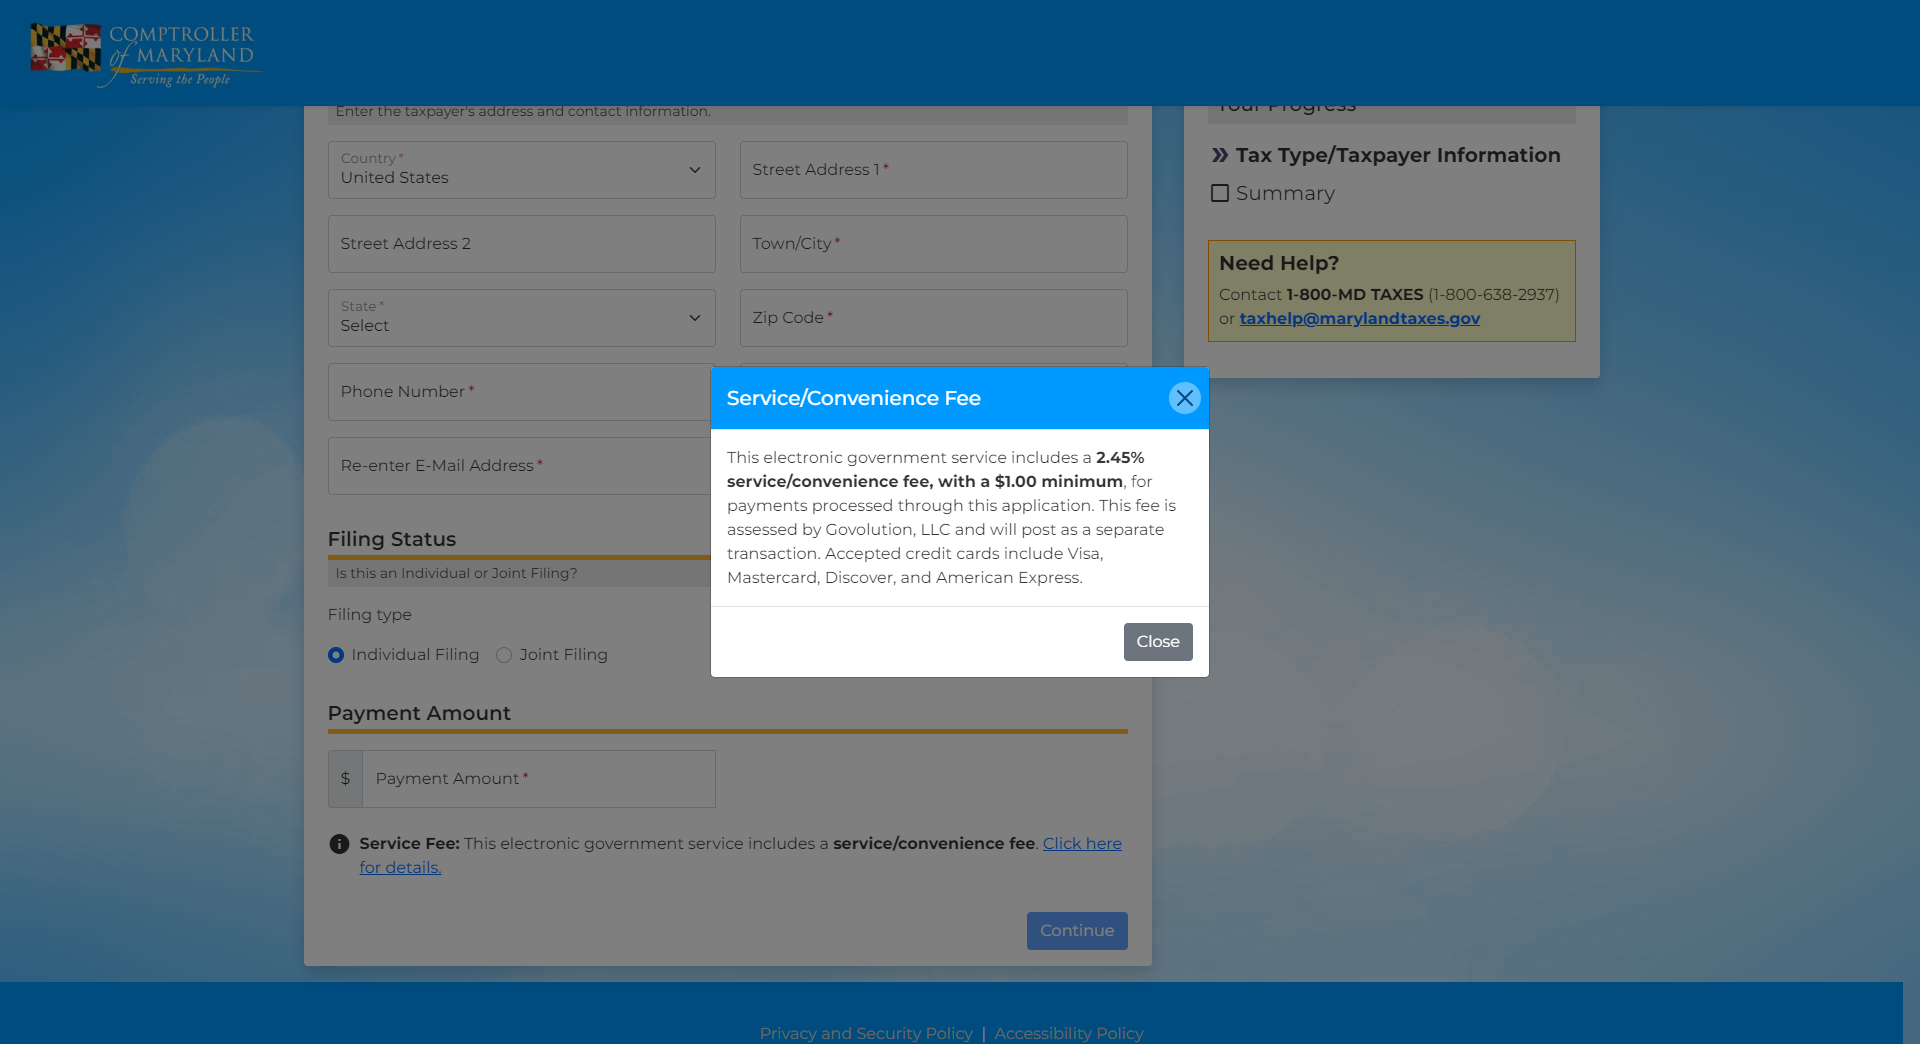 COMPTROLLER
of MARYLAND
Serving the People
Enter the taxpayer's address and contact information.
Country *
United States
Street Address 1 *
Street Address 2
Town/City *
State *
Select
Zip Code *
Phone Number *
Re-enter E-Mail Address *
Filing Status
Is this an Individual or Joint Filing?
Filing type
Individual Filing
Joint Filing
Payment Amount
$ Payment Amount *
Service Fee: This electronic government service includes a service/convenience fee. Click here
for details.
Continue
Your Progress
Tax Type/Taxpayer Information
Summary
Need Help?
Contact 1-800-MD TAXES (1-800-638-2937)
or taxhelp@marylandtaxes.gov
Service/Convenience Fee
This electronic government service includes a 2.45%
service/convenience fee, with a $1.00 minimum, for
payments processed through this application. This fee is
assessed by Govolution, LLC and will post as a separate
transaction. Accepted credit cards include Visa,
Mastercard, Discover, and American Express.
Close
Privacy and Security Policy | Accessibility Policy